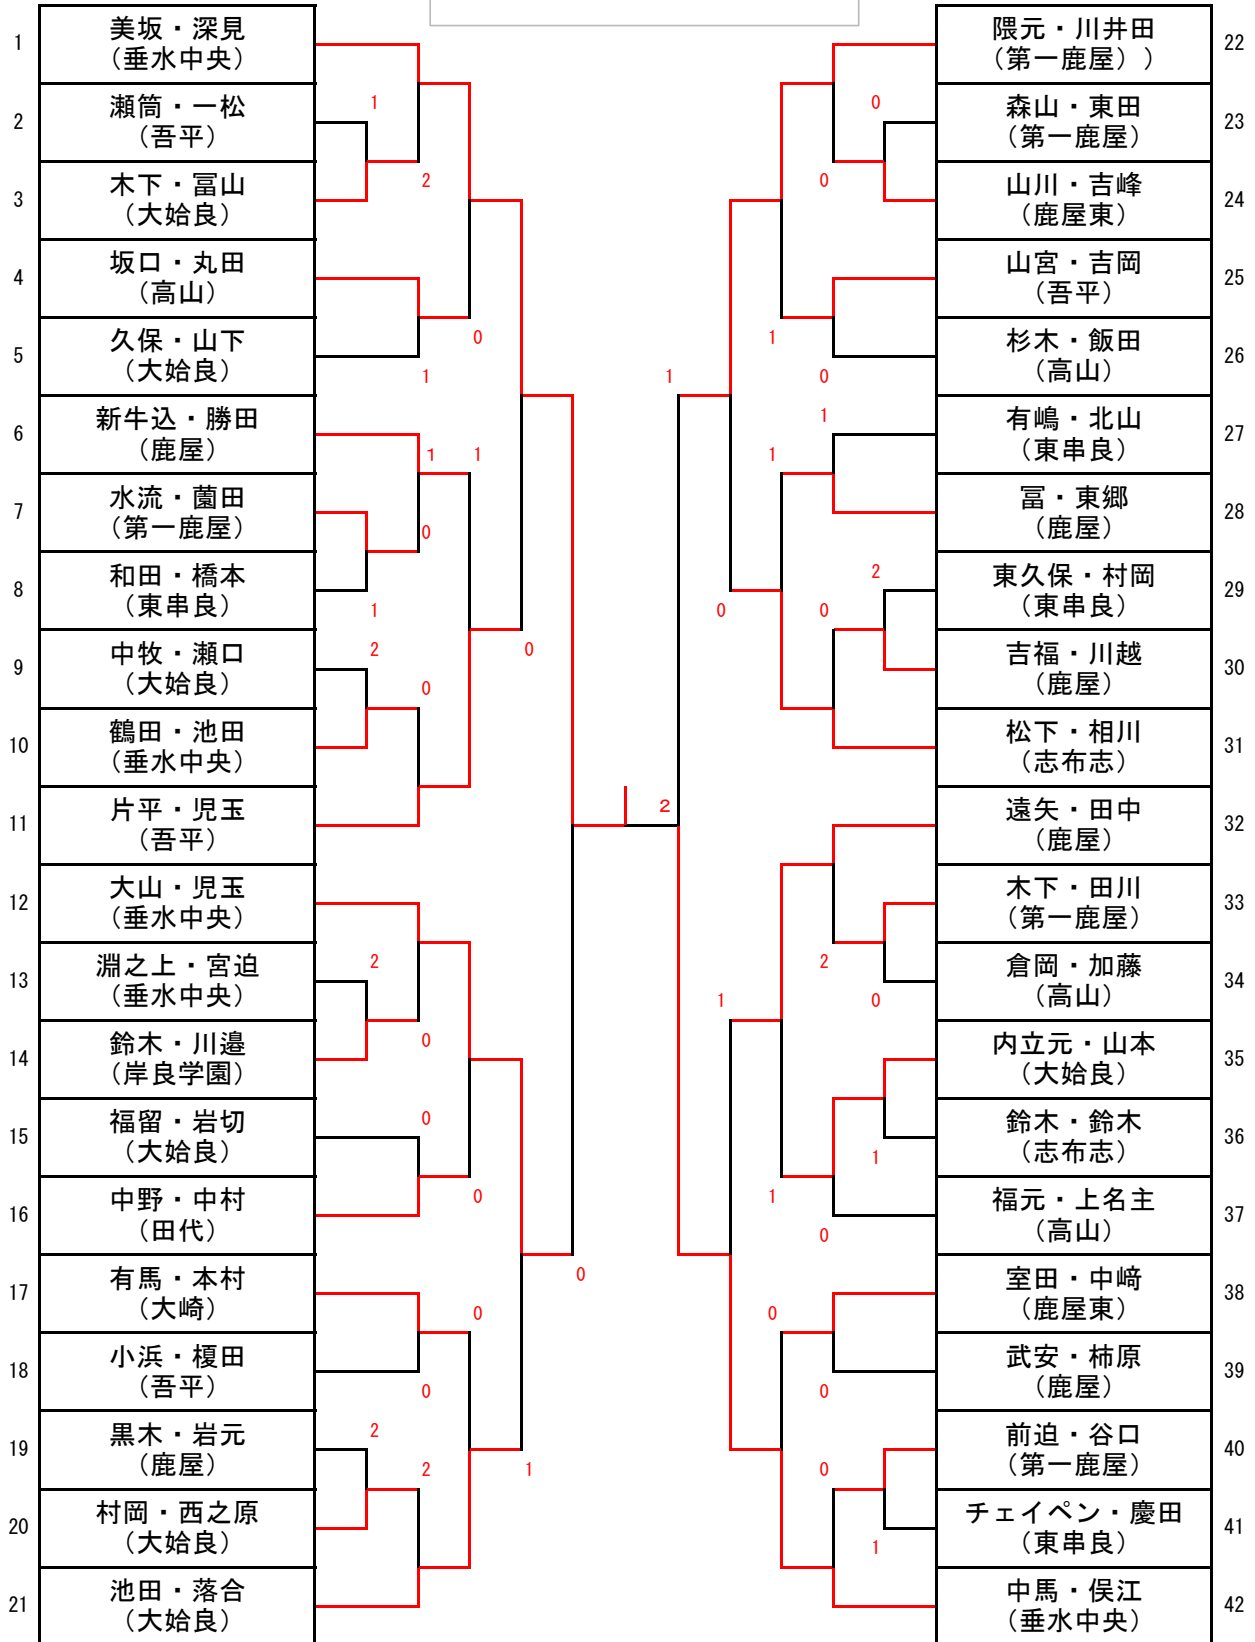 1
美坂・深見
(垂水中央)
2
瀬筒・一松
(吾平)
3
木下・冨山
(大姶良)
4
坂口・丸田
(高山)
5
久保・山下
(大姶良)
6
新牛込・勝田
(鹿屋)
7
水流・薗田
(第一鹿屋)
8
和田・橋本
(東串良)
9
中牧・瀬口
(大姶良)
10
鶴田・池田
(垂水中央)
11
片平・児玉
(吾平)
12
大山・児玉
(垂水中央)
13
淵之上・宮迫
(垂水中央)
14
鈴木・川邉
(岸良学園)
15
福留・岩切
(大姶良)
16
中野・中村
(田代)
17
有馬・本村
(大崎)
18
小浜・榎田
(吾平)
19
黒木・岩元
(鹿屋)
20
村岡・西之原
(大姶良)
21
池田・落合
(大姶良)
1
2
0
1
1
1
0
1
2
0
0
2
0
0
0
0
0
2
2
1
0
2
1
0
0
1
0
1
1
0
2
0
1
2
0
1
1
0
0
0
0
1
隈元・川井田
(第一鹿屋))
22
森山・東田
(第一鹿屋)
23
山川・吉峰
(鹿屋東)
24
山宮・吉岡
(吾平)
25
杉木・飯田
(高山)
26
有嶋・北山
(東串良)
27
冨・東郷
(鹿屋)
28
東久保・村岡
(東串良)
29
吉福・川越
(鹿屋)
30
松下・相川
(志布志)
31
遠矢・田中
(鹿屋)
32
木下・田川
(第一鹿屋)
33
倉岡・加藤
(高山)
34
内立元・山本
(大姶良)
35
鈴木・鈴木
(志布志)
36
福元・上名主
(高山)
37
室田・中﨑
(鹿屋東)
38
武安・柿原
(鹿屋)
39
前迫・谷口
(第一鹿屋)
40
チェイペン・慶田
(東串良)
41
中馬・俣江
(垂水中央)
42